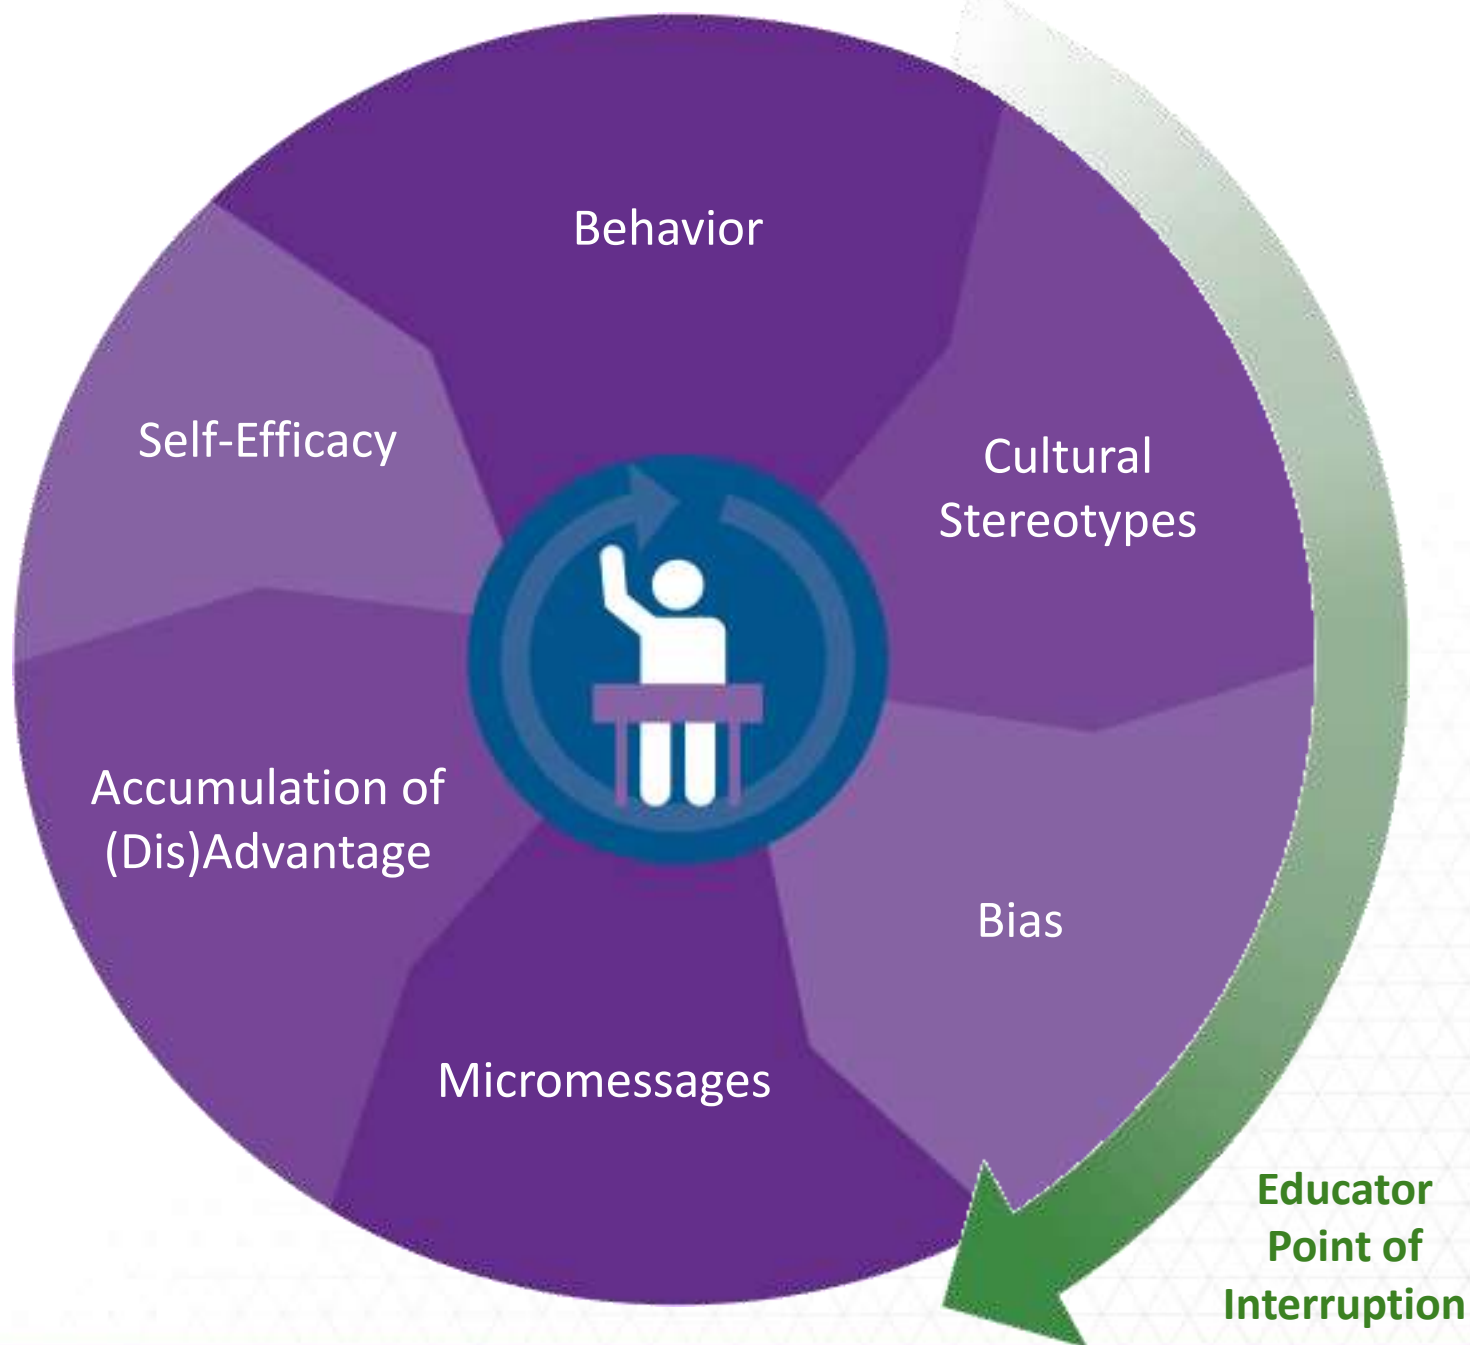 Behavior
Cultural
Stereotypes
Bias
Micromessages
Accumulation of
(Dis)Advantage
Self-Efficacy
Educator
Point of
Interruption